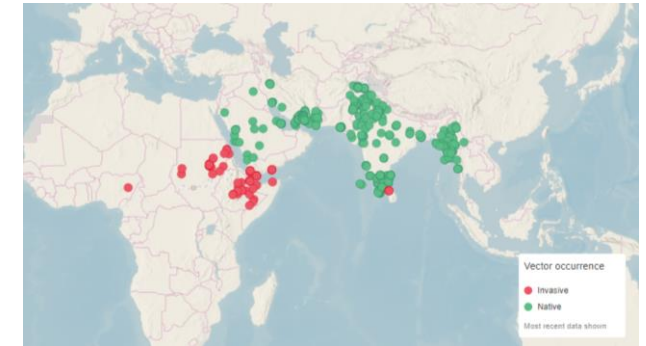 Vector occurrence
Invasive
Native
Most recent data shown